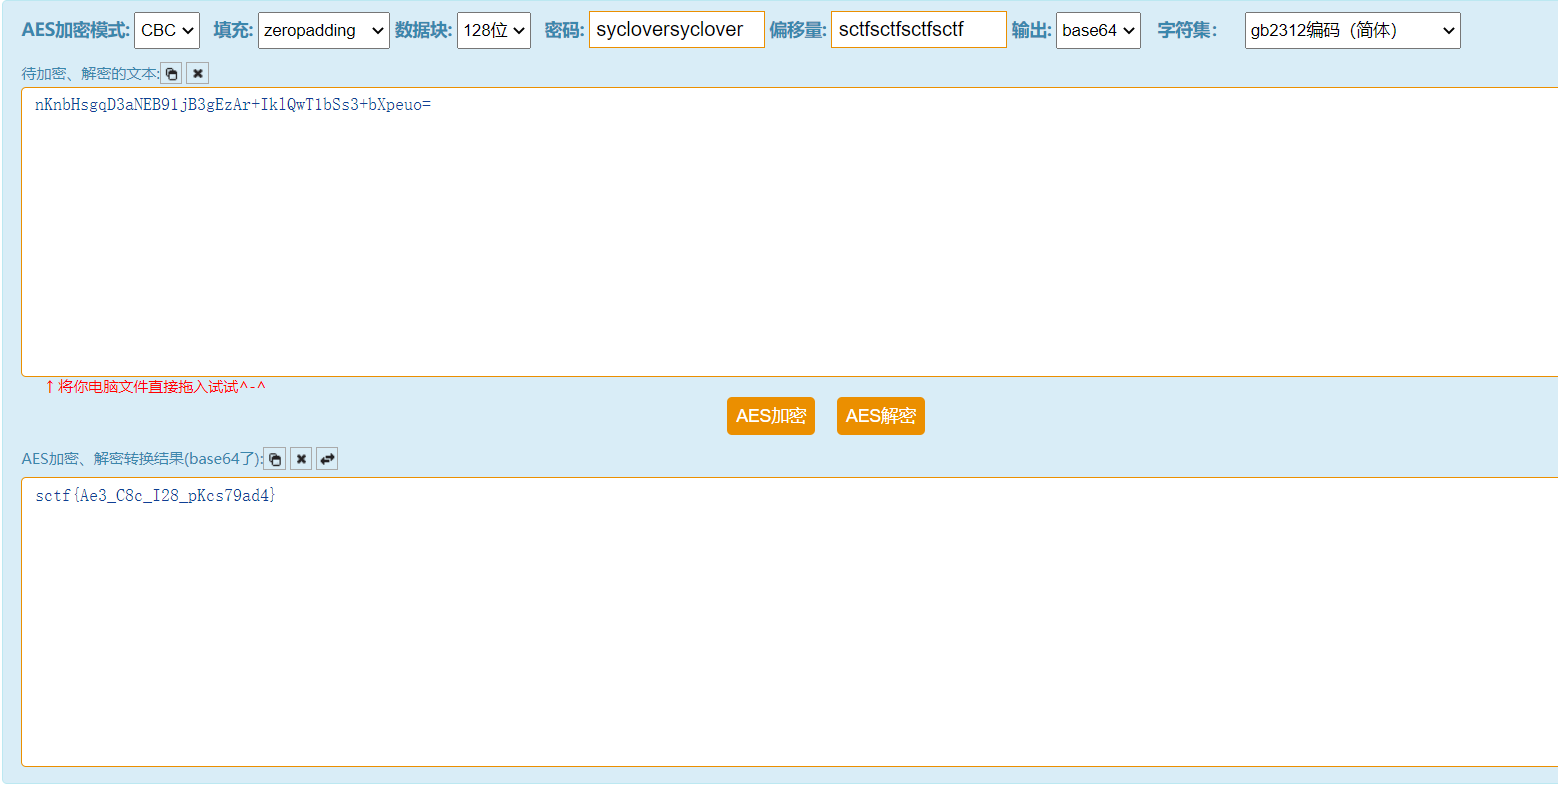 AES加密模式: CBC 填充: zeropadding 数据块: 128位 密码: sycloversyclover 偏移量: sctfsctfsctfsctf 输出: base64 字符集： gb2312编码（简体）
待加密、解密的文本:
nKnbHsgqD3aNEB91jB3gEzAr+IklQwT1bSs3+bXpeuo=
↑将你电脑文件直接拖入试试^-^
AES加密 AES解密
AES加密、解密转换结果(base64了):
sctf{Ae3_C8c_I28_pKcs79ad4}